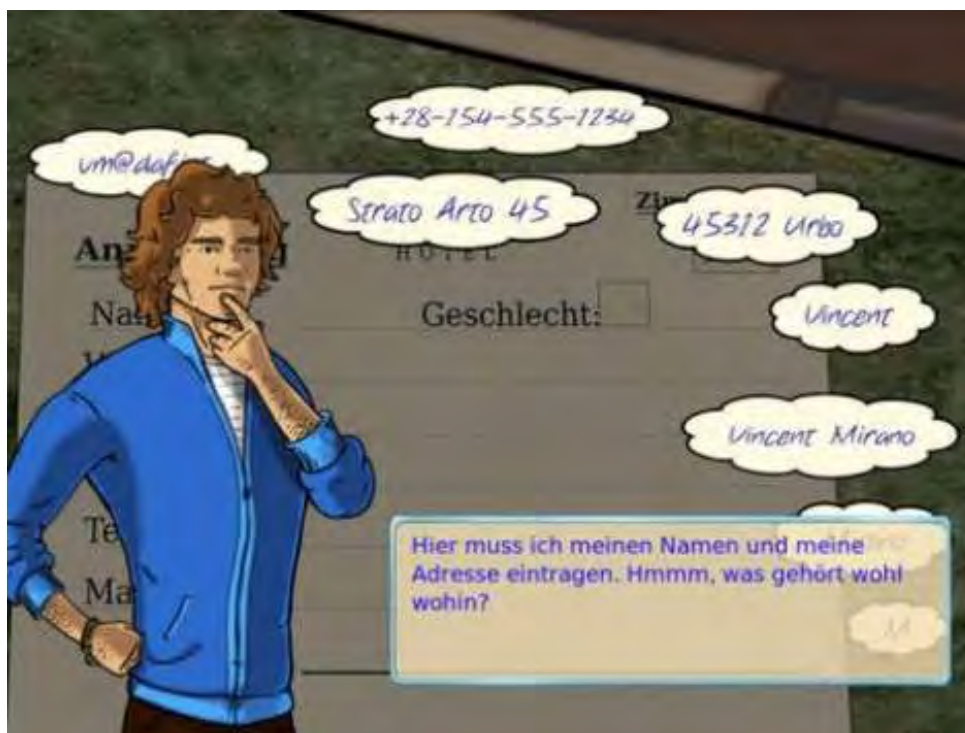 +28-154-555-1234
Strato Arto 45
45312 Urbo
HOTEL
Geschlecht:
Vincent
Vincent Mirano
Hier muss ich meinen Namen und meine
Adresse eintragen. Hmmm, was gehört wohl
wohin?
M